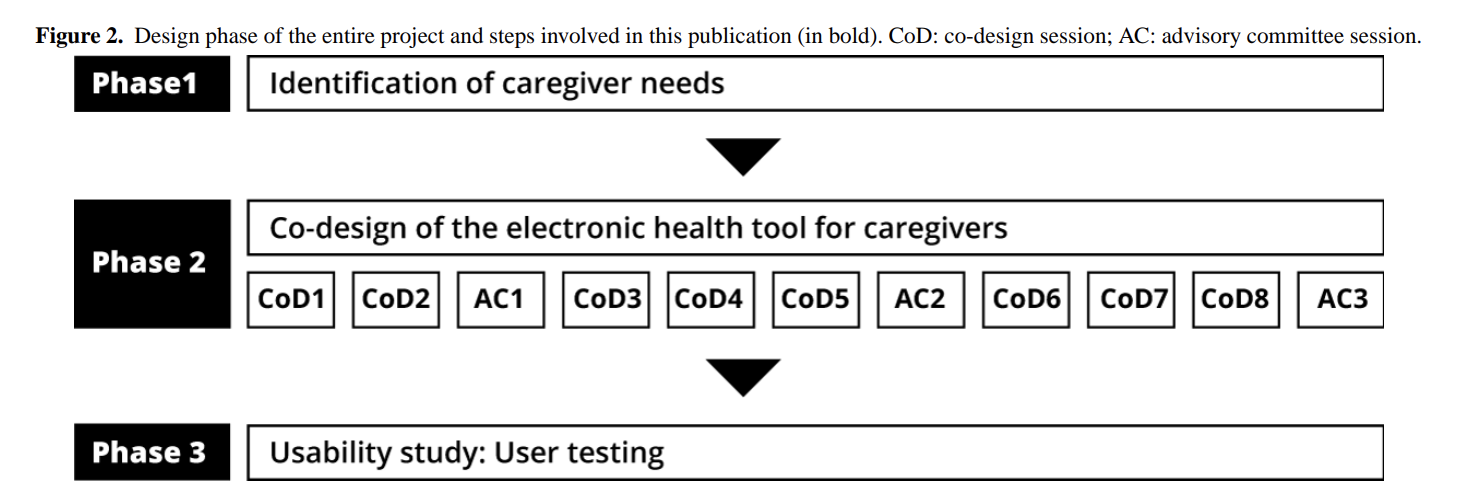 Figure 2. Design phase of the entire project and steps involved in this publication (in bold). CoD: co-design session; AC: advisory committee session.
Phase1 Identification of caregiver needs
Co-design of the electronic health tool for caregivers
Phase 2
CoD1 CoD2 AC1 CoD3 CoD4 CoD5 AC2 CoD6 CoD7 CoD8 AC3
Phase 3 Usability study: User testing